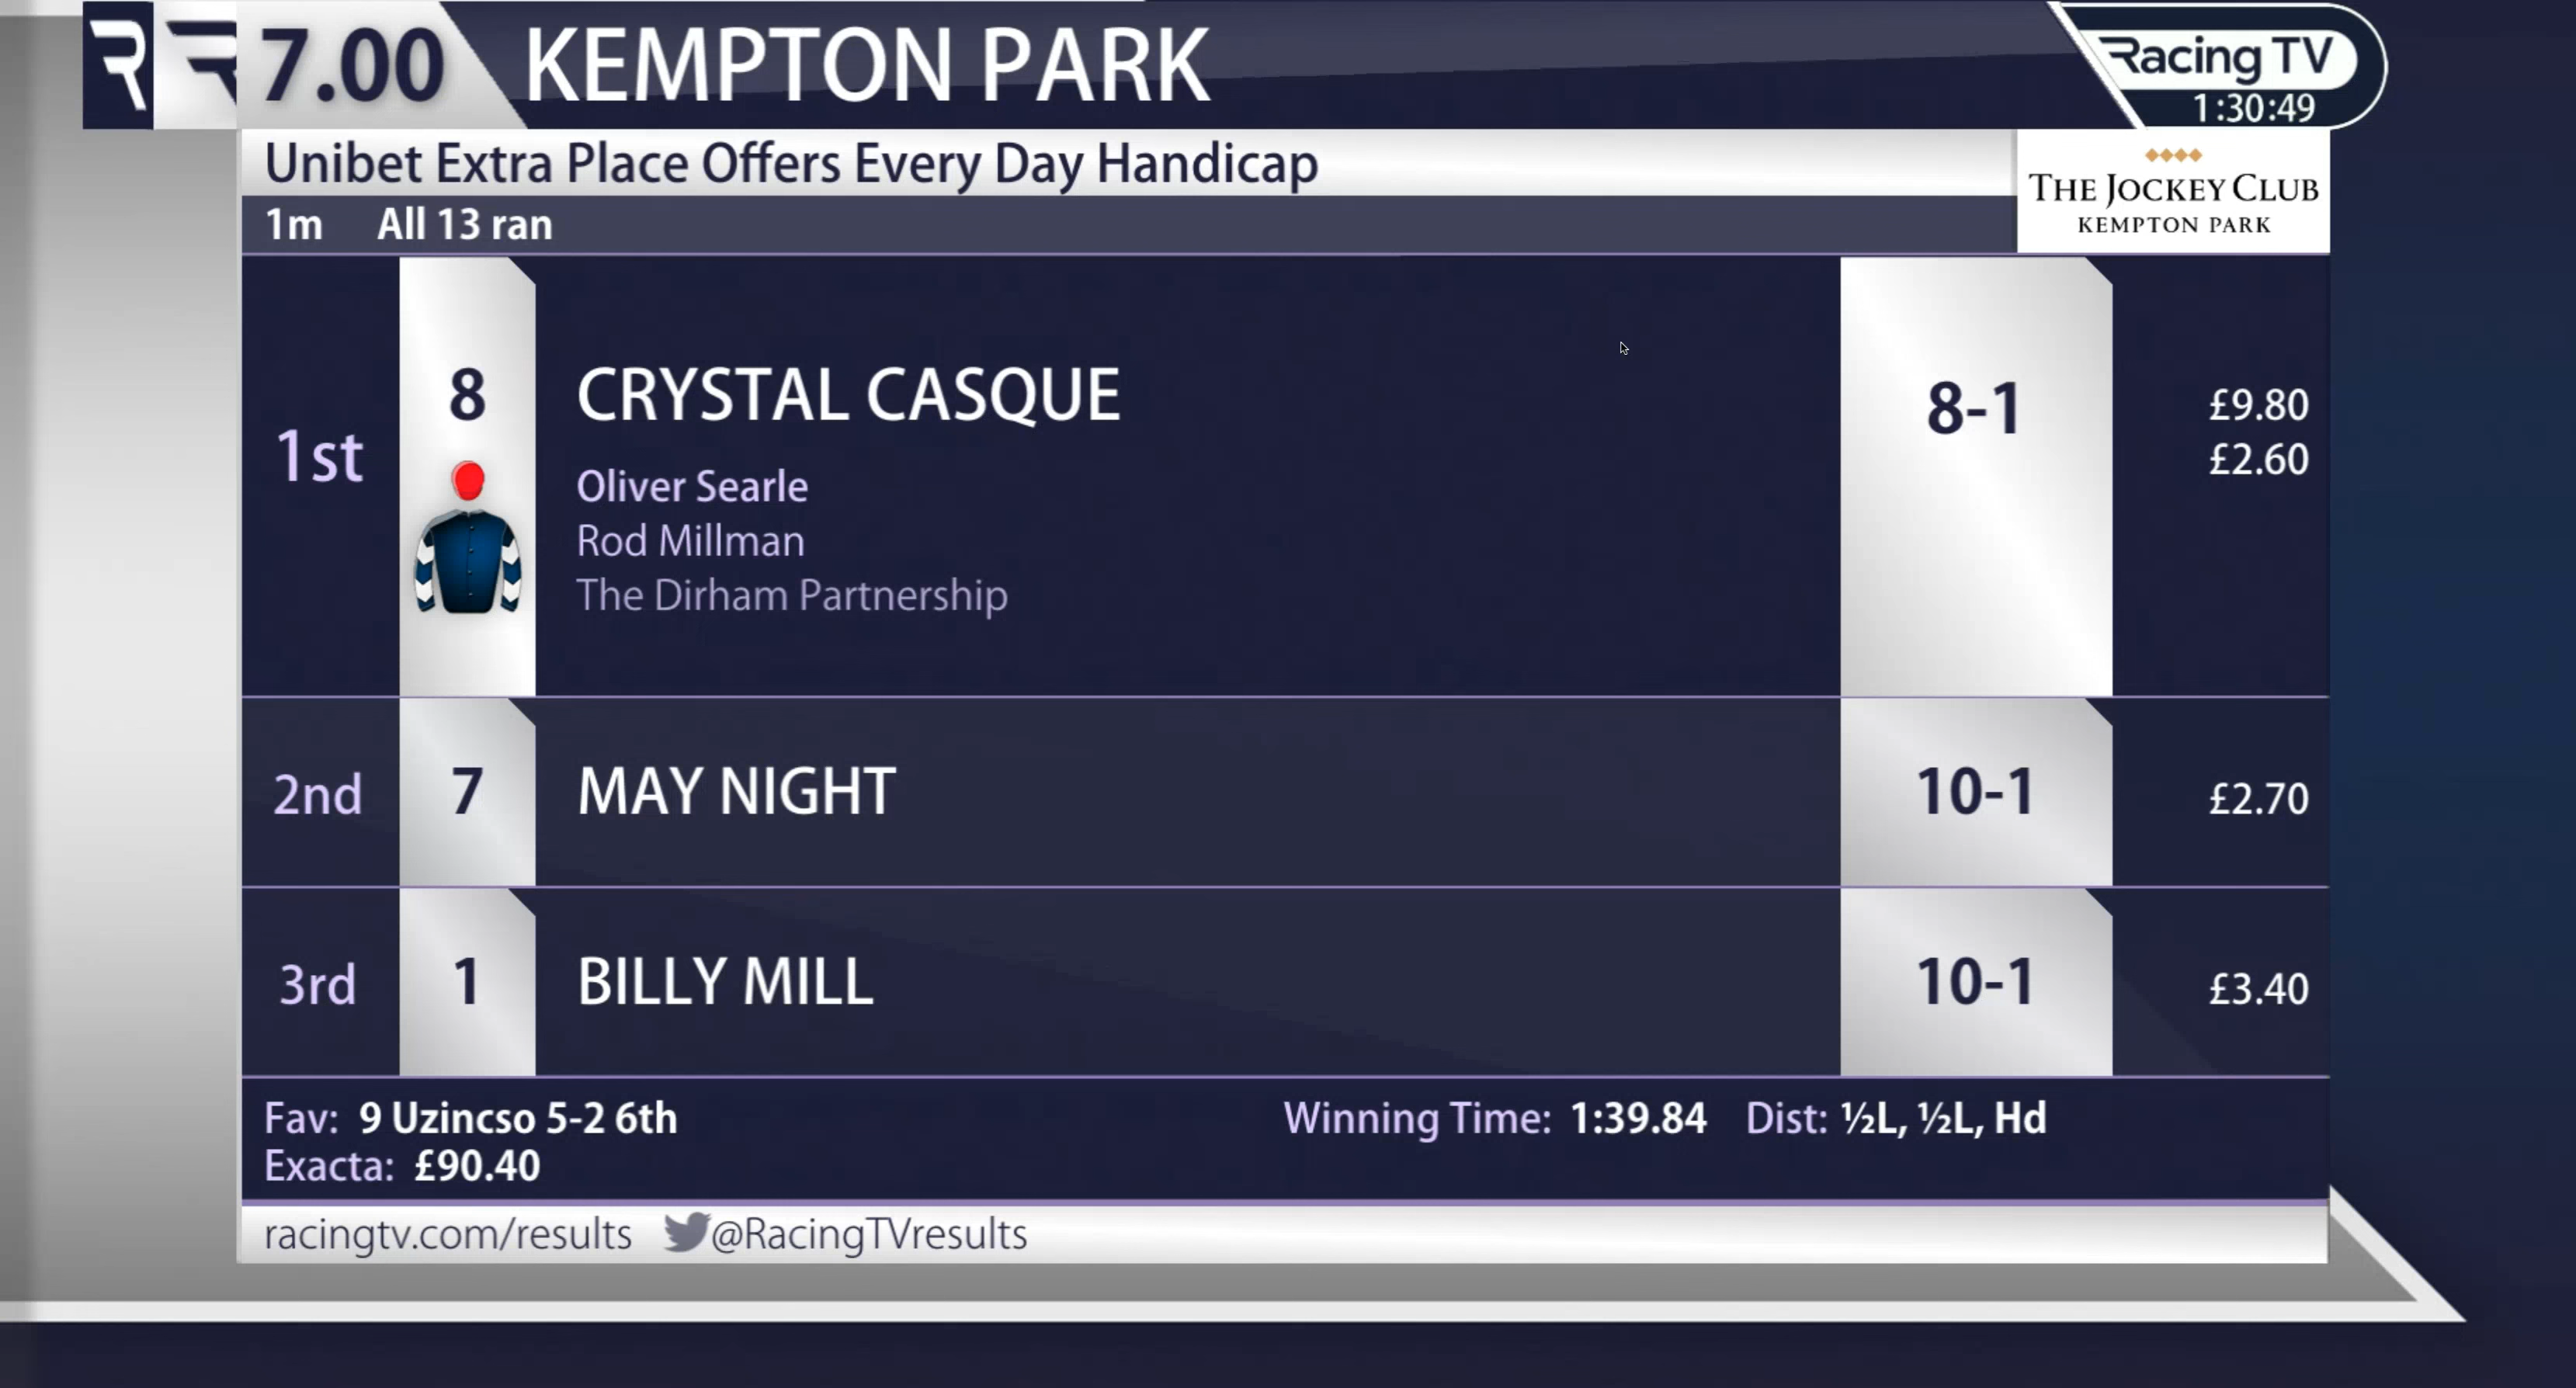 7.00 KEMPTON PARK
Racing TV
1:30:49
Unibet Extra Place Offers Every Day Handicap
THE JOCKEY CLUB
KEMPTON PARK
1m All 13 ran
1st 8 CRYSTAL CASQUE 8-1 £9.80
£2.60
Oliver Searle
Rod Millman
The Dirham Partnership
2nd 7 MAY NIGHT 10-1 £2.70
3rd 1 BILLY MILL 10-1 £3.40
Fav: 9 Uzincso 5-2 6th Winning Time: 1:39.84 Dist: ½L, ½L, Hd
Exacta: £90.40
racingtv.com/results @RacingTVresults